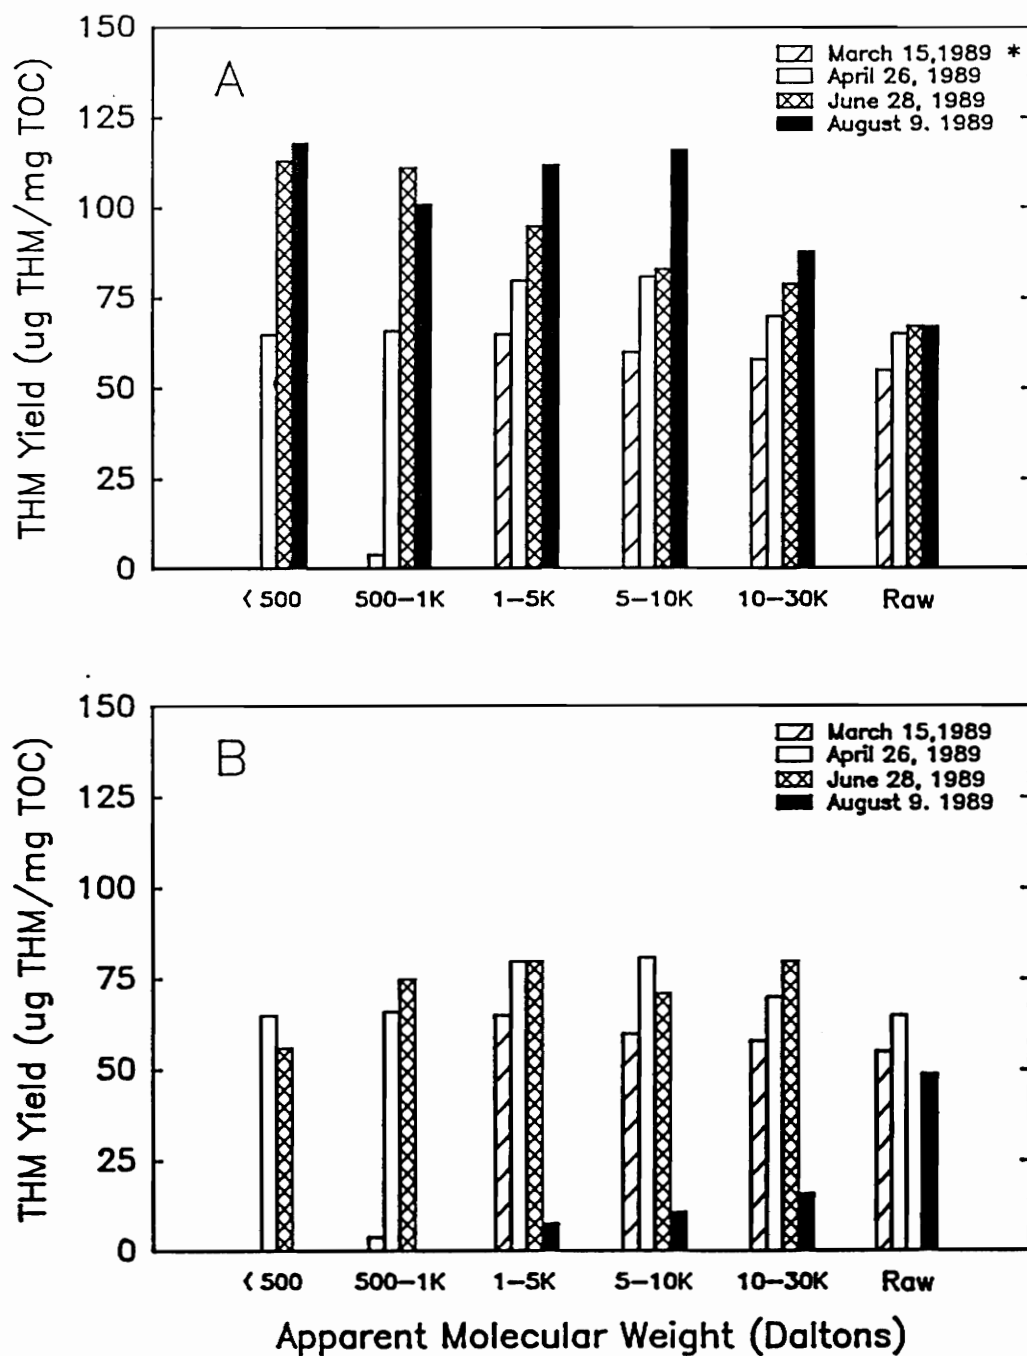 THM Yield (ug THM/mg TOC)
150
125
100
75
50
25
0
A
March 15,1989 *
April 26, 1989
June 28, 1989
August 9. 1989
< 500 500-1K 1-5K 5-10K 10-30K Raw
THM Yield (ug THM/mg TOC)
150
125
100
75
50
25
0
B
March 15,1989
April 26, 1989
June 28, 1989
August 9. 1989
< 500 500-1K 1-5K 5-10K 10-30K Raw
Apparent Molecular Weight (Daltons)